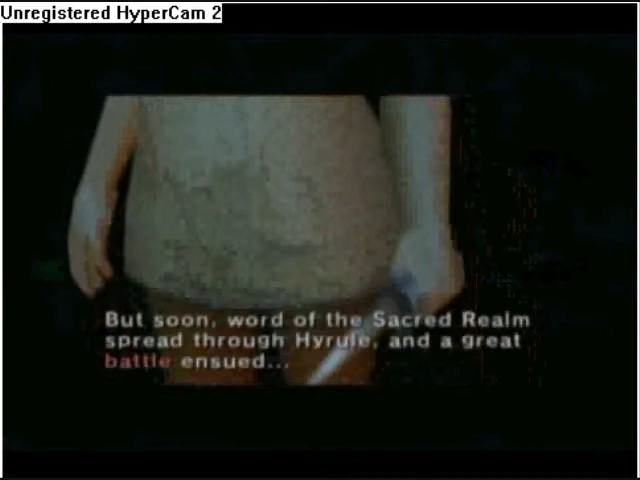 Unregistered HyperCam 2
But soon, word of the Sacred Realm
spread through Hyrule, and a great
battle ensued...